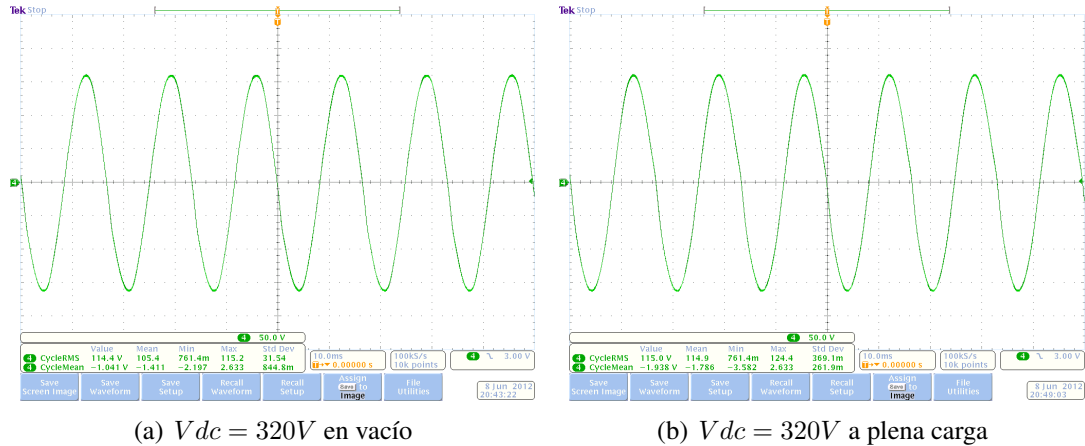 Tek Stop
4
4 50.0 V
Value Mean Min Max Std Dev
4 CycleRMS 114.4 V 105.4 761.4m 115.2 31.54
4 CycleMean -1.041 V -1.411 -2.197 2.633 844.8m
10.0ms
0.00000 s
100kS/s
10k points
4 3.00 V
Save Screen Image
Save Waveform
Save Setup
Recall Waveform
Recall Setup
Assign Save to Image
File Utilities
8 Jun 2012
20:43:22
(a) Vdc = 320V en vacío
Tek Stop
4
4 50.0 V
Value Mean Min Max Std Dev
4 CycleRMS 115.0 V 114.9 761.4m 124.4 369.1m
4 CycleMean -1.938 V -1.786 -3.582 2.633 261.9m
10.0ms
0.00000 s
100kS/s
10k points
4 3.00 V
Save Screen Image
Save Waveform
Save Setup
Recall Waveform
Recall Setup
Assign Save to Image
File Utilities
8 Jun 2012
20:49:03
(b) Vdc = 320V a plena carga